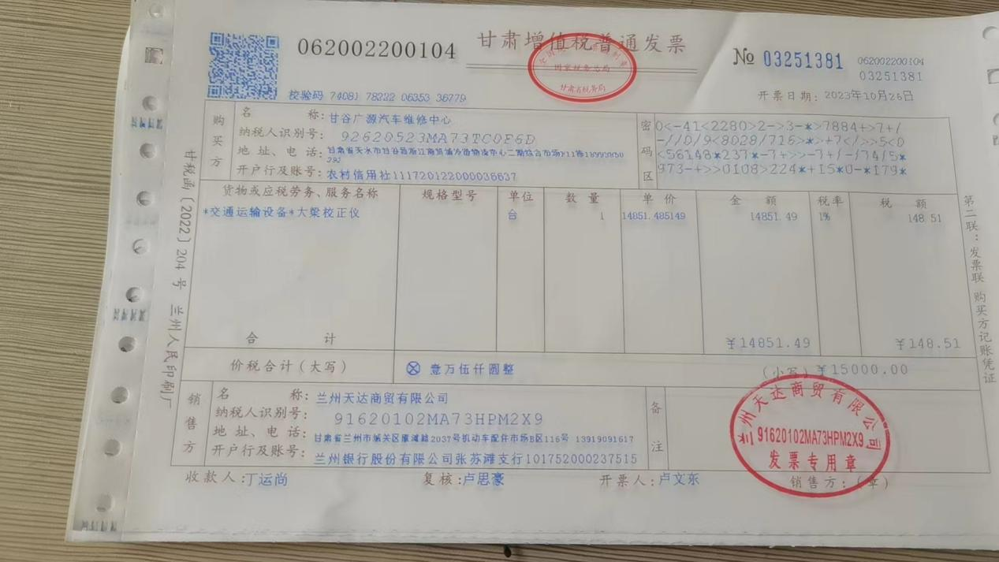 062002200104
甘肃增值税普通发票
国家税务总局
甘肃省税务局
№ 03251381
062002200104
03251381
校验码 74081 78322 06353 36779
开票日期: 2023年10月26日
购买方
名 称: 甘谷广源汽车维修中心
纳税人识别号: 92620523MA73TC0F6D
地 址、电 话:
开户行及账号: 农村信用社111720122000036637
密码区
0<-41<2280>2->3-*>7884+>7+/
-//0/9<8028/716>*>+7</>>5<0
<56148*237*-7+>>-7+/-/74/5*
973-+>>0108>224*+15*0-*179*
货物或应税劳务、服务名称 规格型号 单位 数量 单价 金额 税率 税额
*交通运输设备*大梁校正仪 台 1 14851.485149 14851.49 1% 148.51
合 计 ¥14851.49 ¥148.51
价税合计(大写) ⊗ 壹万伍仟圆整 (小写) ¥15000.00
销售方
名 称: 兰州天达商贸有限公司
纳税人识别号: 91620102MA73HPM2X9
地 址、电 话: 甘肃省兰州市城关区雁滩路2037号机动车配件市场B区116号 13919091617
开户行及账号: 兰州银行股份有限公司张苏滩支行101752000237515
备注
兰州天达商贸有限公司
91620102MA73HPM2X9
发票专用章
收款人: 丁运尚 复核: 卢思豪 开票人: 卢文东 销售方: (章)
甘税函〔2022〕204号 兰州人民印刷厂
第二联: 发票联 购买方记账凭证